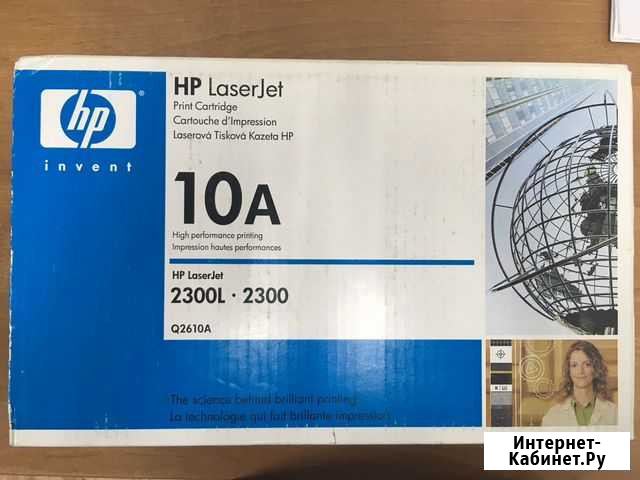 hp
invent
HP LaserJet
Print Cartridge
Cartouche d'Impression
Laserová Tisková Kazeta HP
10A
High performance printing
Impression hautes performances
HP LaserJet
2300L · 2300
Q2610A
The science behind brilliant printing
La technologie qui fait brillante impression
Интернет-
Кабинет.Ру